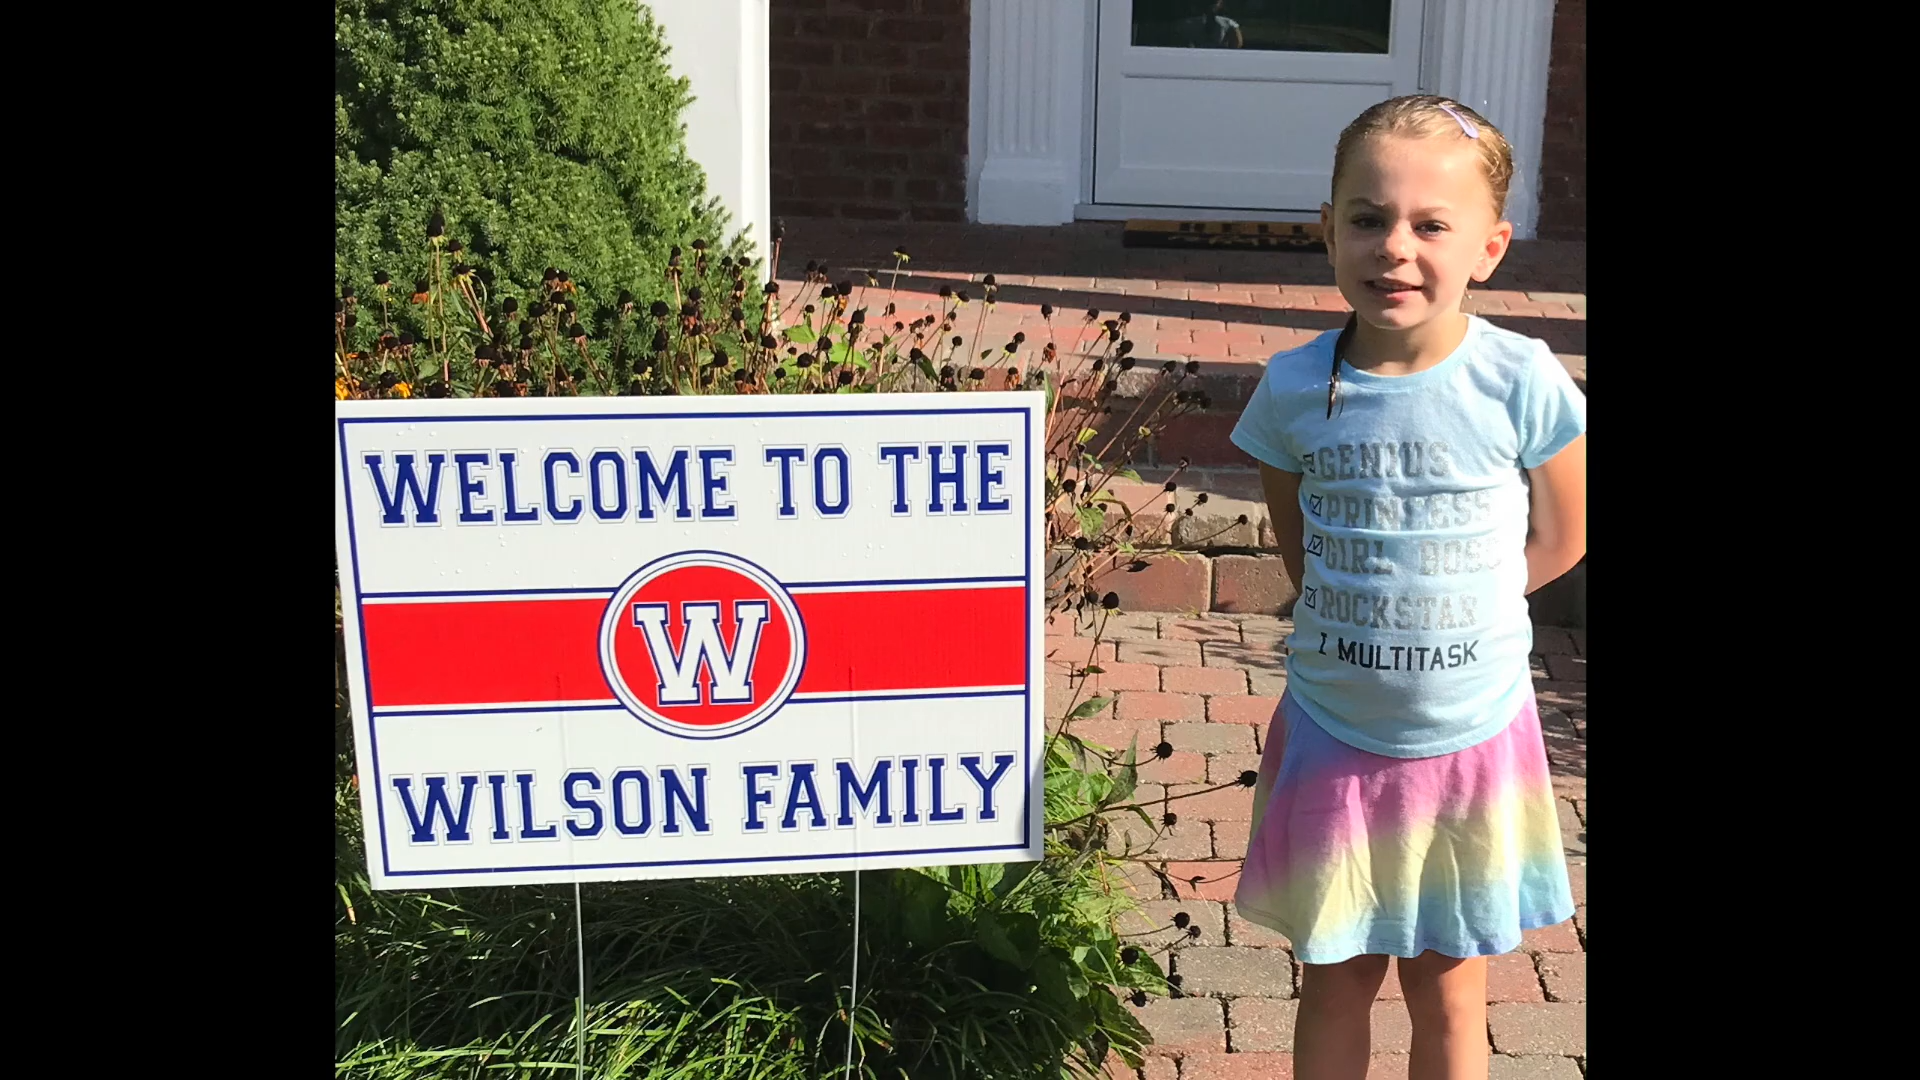 WELCOME TO THE
W
WILSON FAMILY
GENIUS
PRINCESS
GIRL BOSS
ROCKSTAR
I MULTITASK